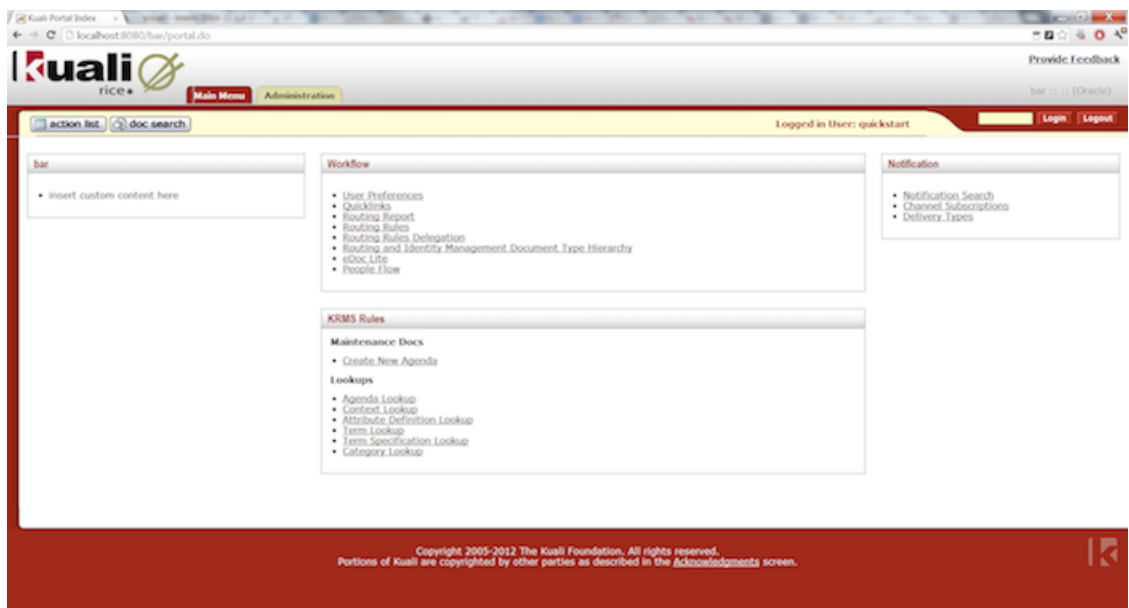 Kuali Portal Index
localhost:8080/bar/portal.do
kuali
rice
Provide Feedback
Main Menu
Administration
bar :: :: (Oracle)
action list
doc search
Logged in User: quickstart
Login
Logout
bar
insert custom content here
Workflow
User Preferences
Quicklinks
Routing Report
Routing Rules
Routing Rules Delegation
Routing and Identity Management Document Type Hierarchy
eDoc Lite
People Flow
KRMS Rules
Maintenance Docs
Create New Agenda
Lookups
Agenda Lookup
Context Lookup
Attribute Definition Lookup
Term Lookup
Term Specification Lookup
Category Lookup
Notification
Notification Search
Channel Subscriptions
Delivery Types
Copyright 2005-2012 The Kuali Foundation. All rights reserved.
Portions of Kuali are copyrighted by other parties as described in the Acknowledgments screen.